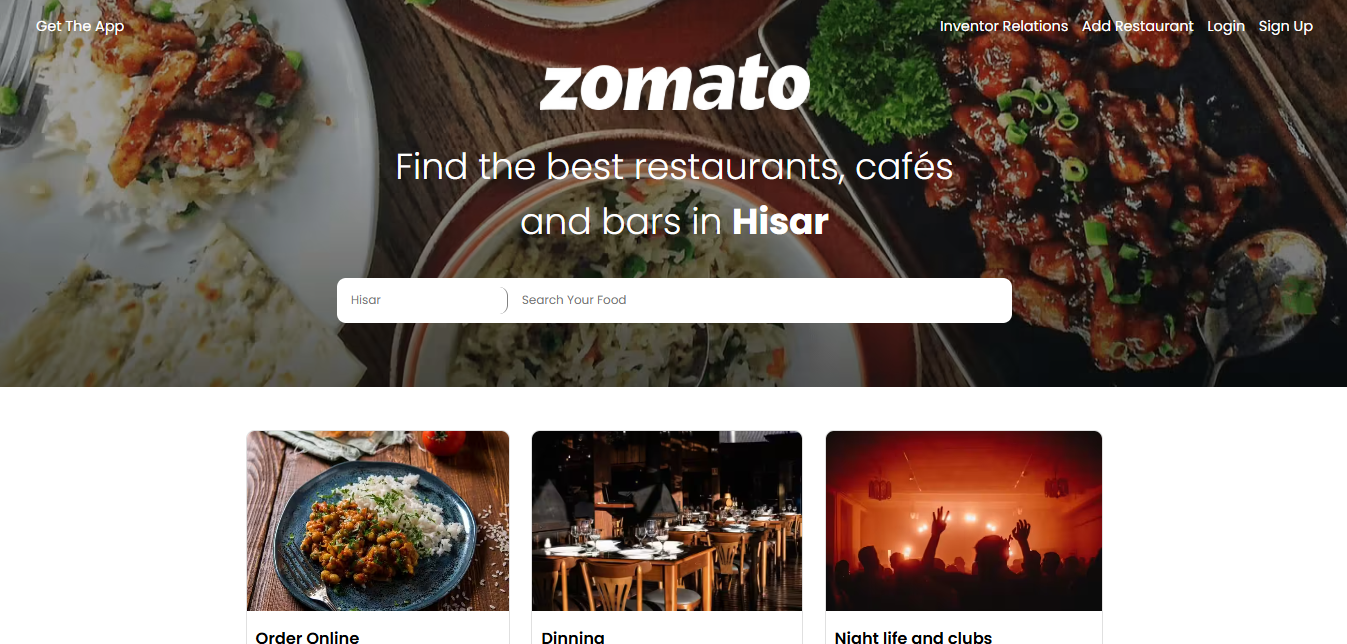 Get The App
Inventor Relations Add Restaurant Login Sign Up
zomato
Find the best restaurants, cafés
and bars in Hisar
Hisar
Search Your Food
Order Online
Dinning
Night life and clubs